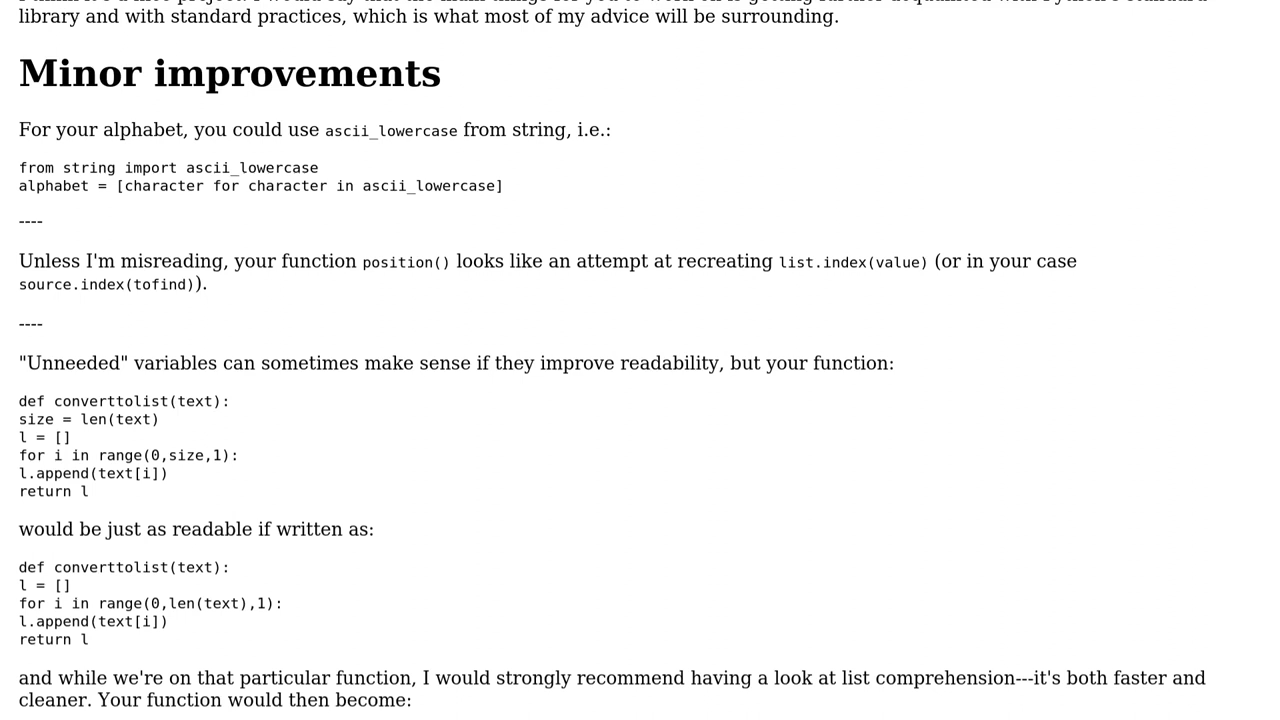 library and with standard practices, which is what most of my advice will be surrounding.
Minor improvements
For your alphabet, you could use ascii_lowercase from string, i.e.:
from string import ascii_lowercase
alphabet = [character for character in ascii_lowercase]
----
Unless I'm misreading, your function position() looks like an attempt at recreating list.index(value) (or in your case
source.index(tofind)).
----
"Unneeded" variables can sometimes make sense if they improve readability, but your function:
def converttolist(text):
size = len(text)
l = []
for i in range(0,size,1):
l.append(text[i])
return l
would be just as readable if written as:
def converttolist(text):
l = []
for i in range(0,len(text),1):
l.append(text[i])
return l
and while we're on that particular function, I would strongly recommend having a look at list comprehension---it's both faster and
cleaner. Your function would then become: